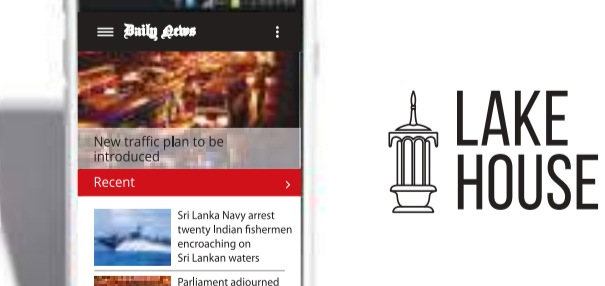 Daily News
New traffic plan to be
introduced
Recent
Sri Lanka Navy arrest
twenty Indian fishermen
encroaching on
Sri Lankan waters
Parliament adjourned
LAKE
HOUSE